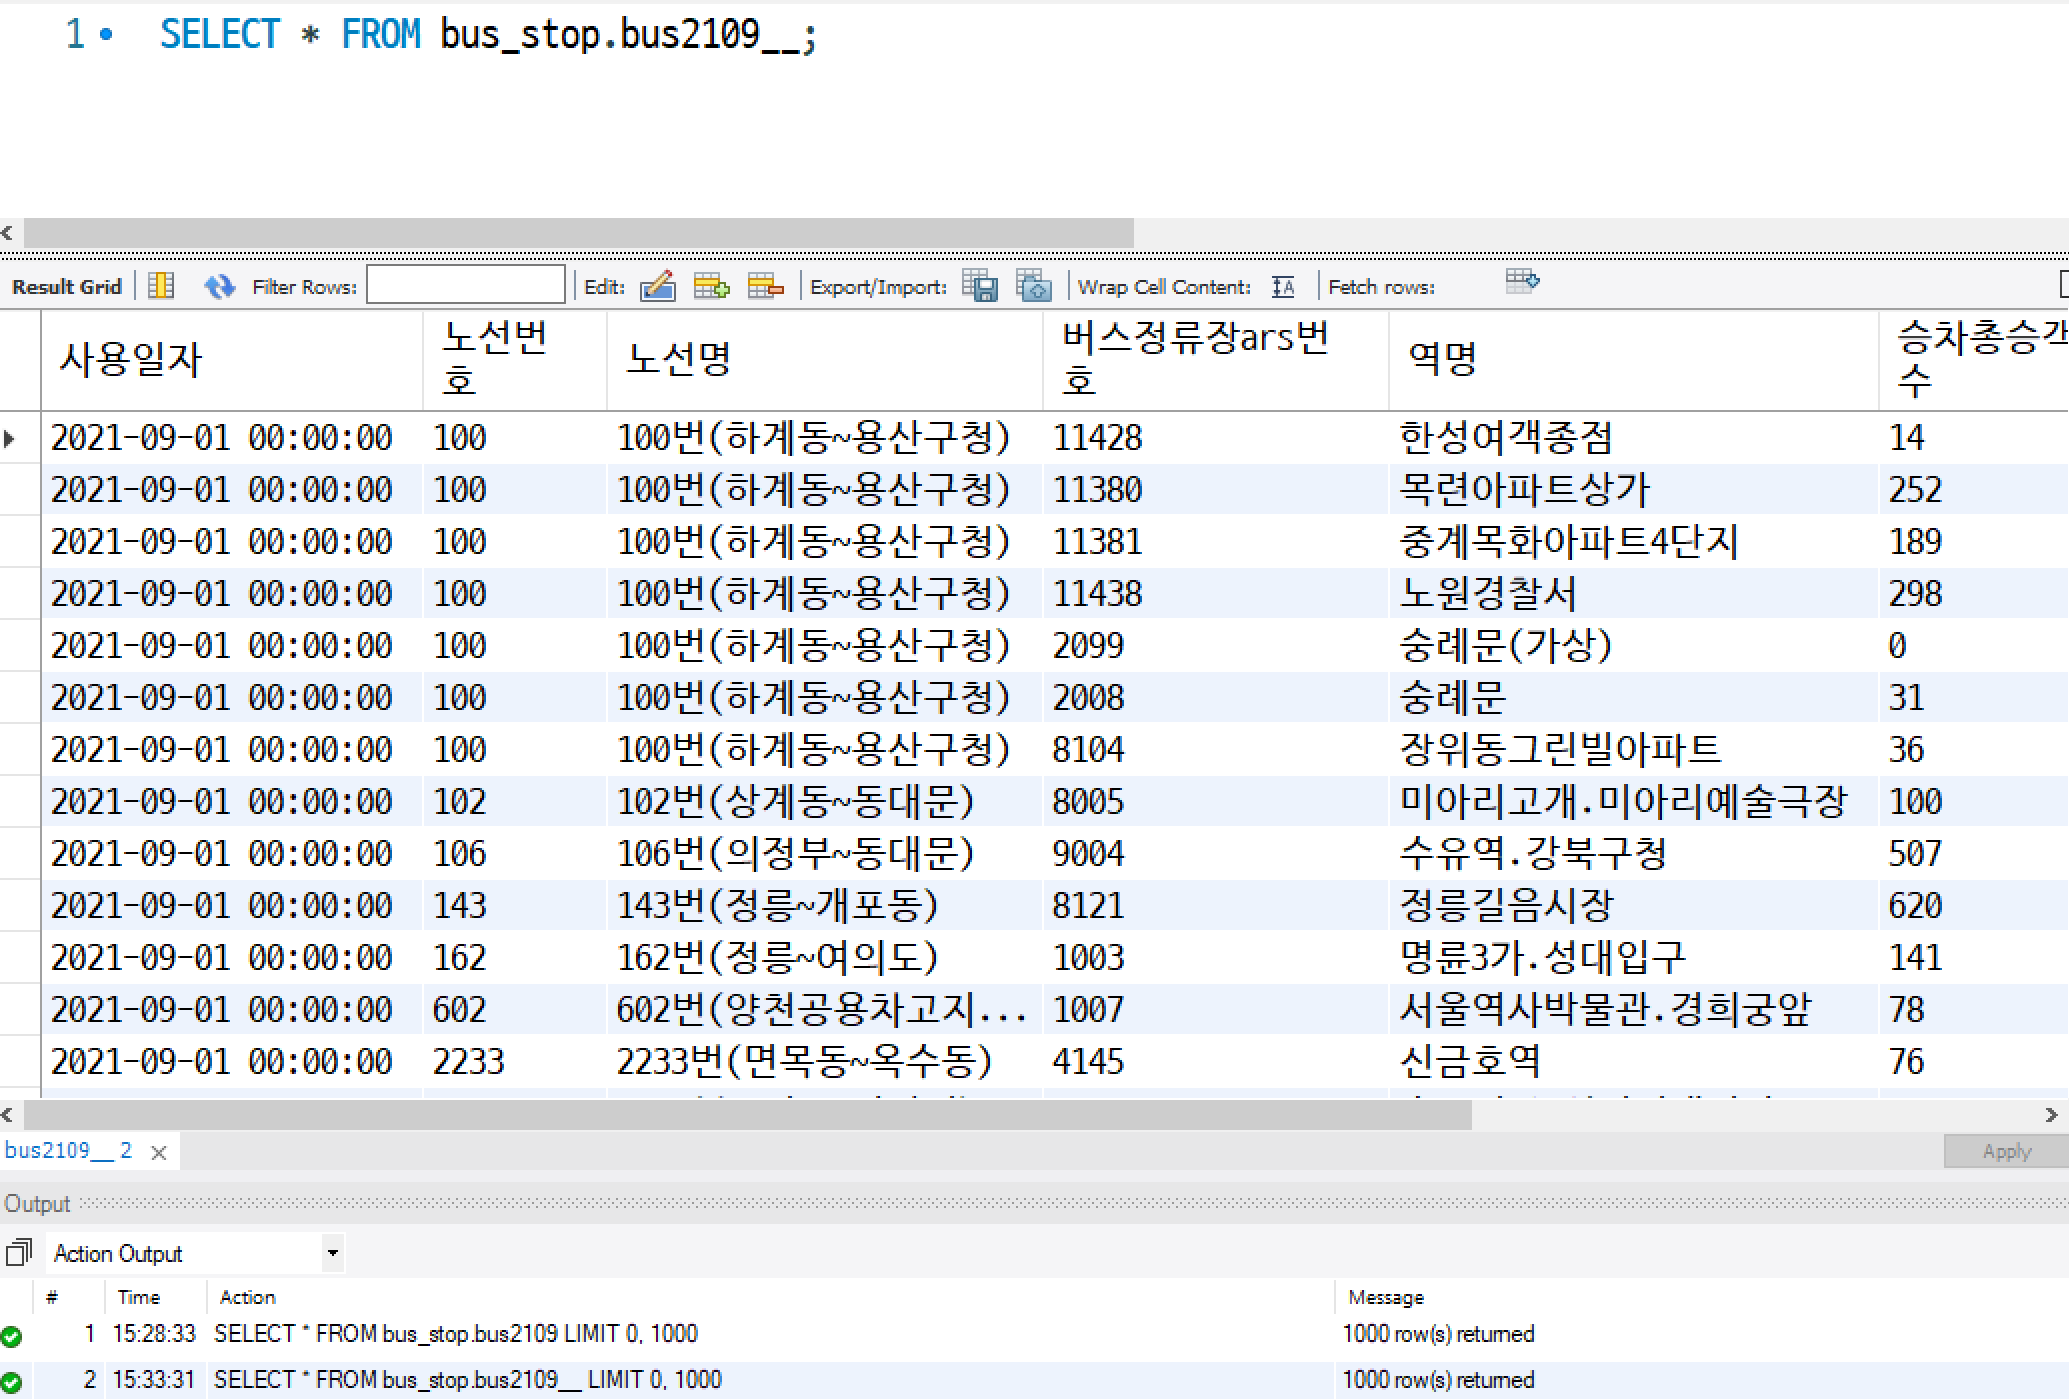 1 SELECT * FROM bus_stop.bus2109__;
Result Grid Filter Rows: Edit: Export/Import: Wrap Cell Content: Fetch rows:
사용일자 노선번호 노선명 버스정류장ars번호 역명 승차총승객수
2021-09-01 00:00:00 100 100번(하계동~용산구청) 11428 한성여객종점 14
2021-09-01 00:00:00 100 100번(하계동~용산구청) 11380 목련아파트상가 252
2021-09-01 00:00:00 100 100번(하계동~용산구청) 11381 중계목화아파트4단지 189
2021-09-01 00:00:00 100 100번(하계동~용산구청) 11438 노원경찰서 298
2021-09-01 00:00:00 100 100번(하계동~용산구청) 2099 숭례문(가상) 0
2021-09-01 00:00:00 100 100번(하계동~용산구청) 2008 숭례문 31
2021-09-01 00:00:00 100 100번(하계동~용산구청) 8104 장위동그린빌아파트 36
2021-09-01 00:00:00 102 102번(상계동~동대문) 8005 미아리고개.미아리예술극장 100
2021-09-01 00:00:00 106 106번(의정부~동대문) 9004 수유역.강북구청 507
2021-09-01 00:00:00 143 143번(정릉~개포동) 8121 정릉길음시장 620
2021-09-01 00:00:00 162 162번(정릉~여의도) 1003 명륜3가.성대입구 141
2021-09-01 00:00:00 602 602번(양천공용차고지... 1007 서울역사박물관.경희궁앞 78
2021-09-01 00:00:00 2233 2233번(면목동~옥수동) 4145 신금호역 76
bus2109__ 2 Apply
Output
Action Output
# Time Action Message
1 15:28:33 SELECT * FROM bus_stop.bus2109 LIMIT 0, 1000 1000 row(s) returned
2 15:33:31 SELECT * FROM bus_stop.bus2109__ LIMIT 0, 1000 1000 row(s) returned